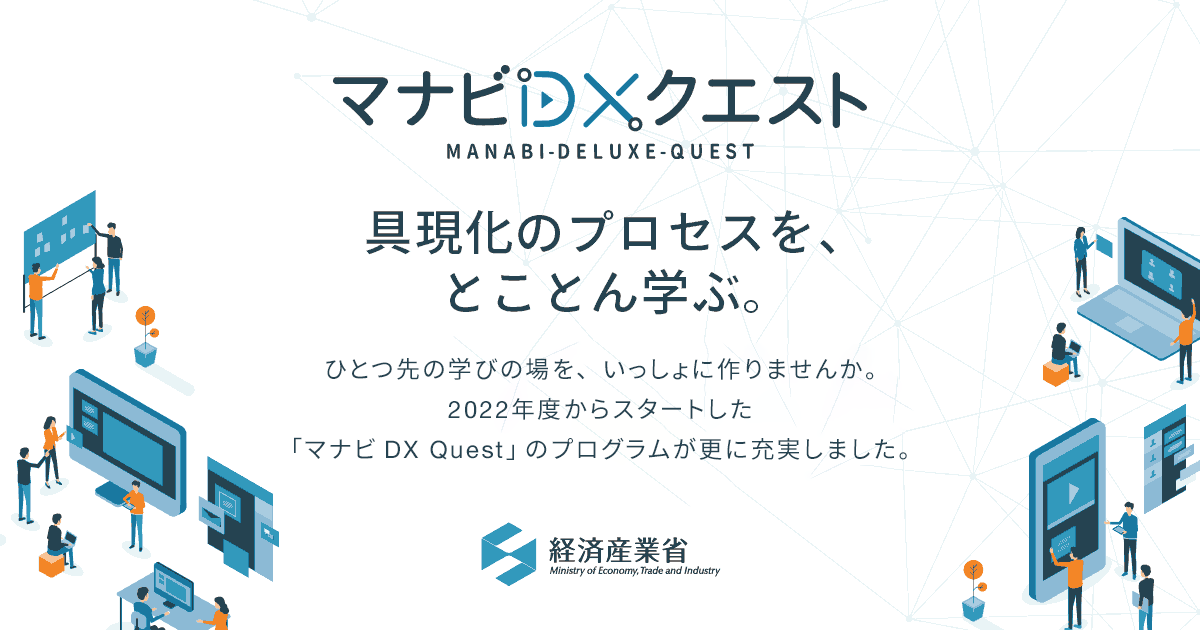 マナビDXクエスト
MANABI-DELUXE-QUEST
具現化のプロセスを、
とことん学ぶ。
ひとつ先の学びの場を、いっしょに作りませんか。
2022年度からスタートした
「マナビ DX Quest」のプログラムが更に充実しました。
経済産業省
Ministry of Economy, Trade and Industry